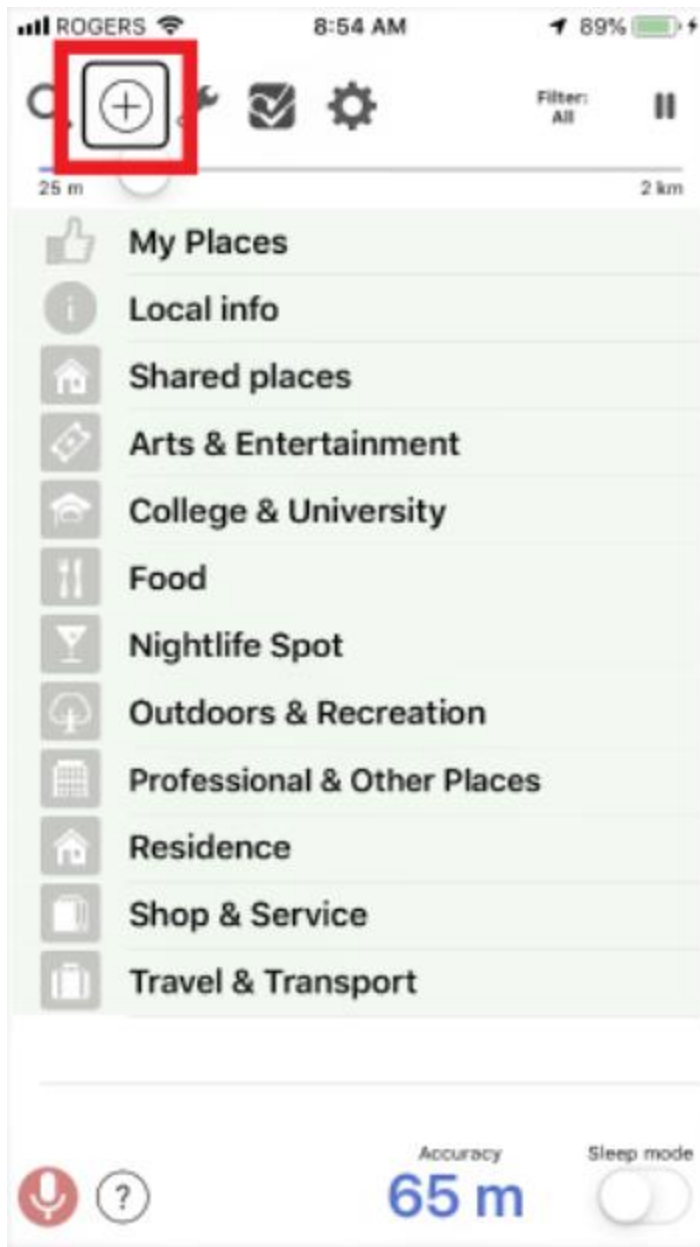 ROGERS 8:54 AM 89%
Filter:
All
25 m 2 km
My Places
Local info
Shared places
Arts & Entertainment
College & University
Food
Nightlife Spot
Outdoors & Recreation
Professional & Other Places
Residence
Shop & Service
Travel & Transport
Accuracy Sleep mode
65 m
?